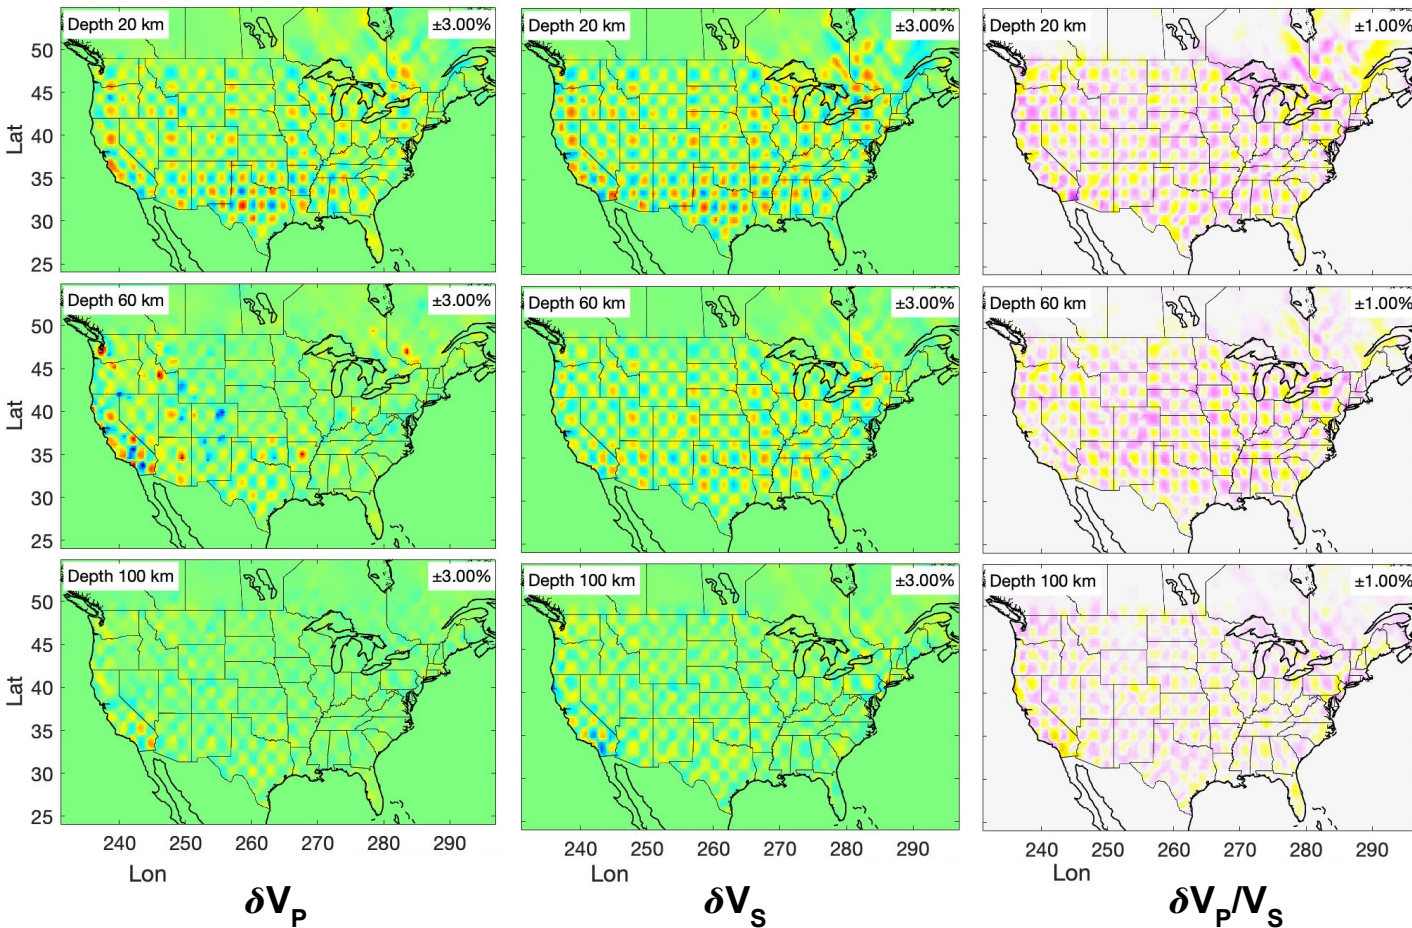 Depth 20 km ±3.00%
Depth 20 km ±3.00%
Depth 20 km ±1.00%
50
45
40
35
30
25
Lat
Depth 60 km ±3.00%
Depth 60 km ±3.00%
Depth 60 km ±1.00%
50
45
40
35
30
25
Lat
Depth 100 km ±3.00%
Depth 100 km ±3.00%
Depth 100 km ±1.00%
50
45
40
35
30
25
Lat
240 250 260 270 280 290
240 250 260 270 280 290
240 250 260 270 280 290
Lon
Lon
Lon
δVP
δVS
δVP/VS